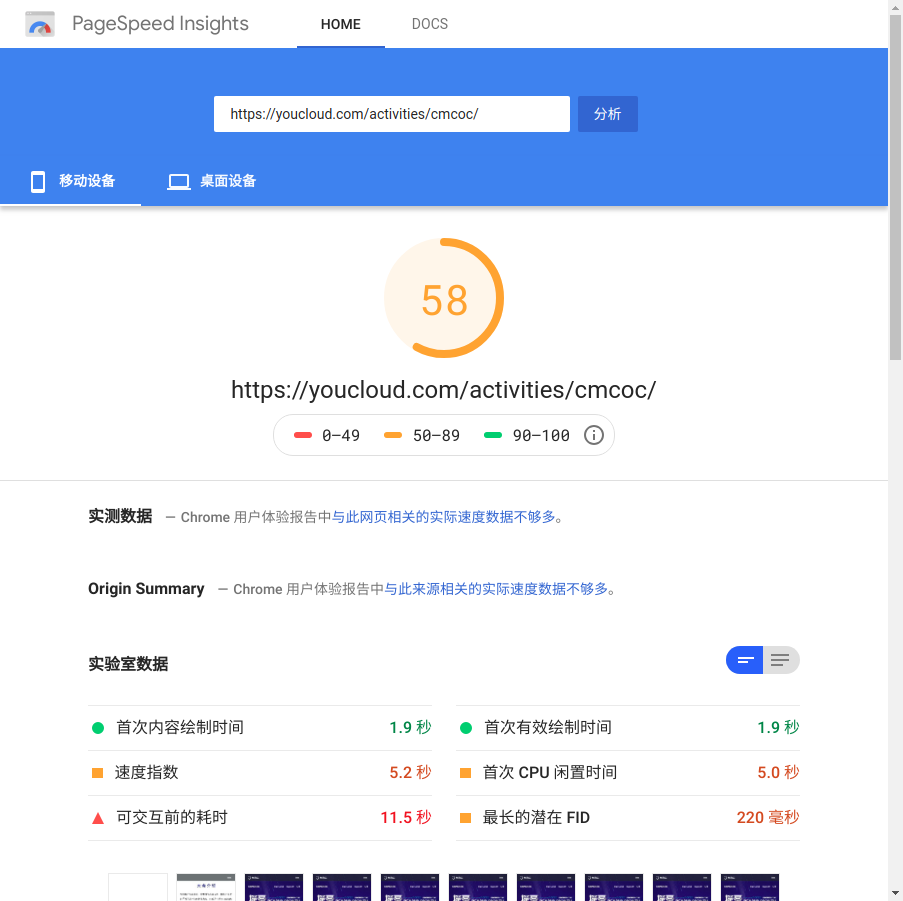 PageSpeed Insights
HOME
DOCS
https://youcloud.com/activities/cmcoc/
分析
移动设备
桌面设备
58
https://youcloud.com/activities/cmcoc/
0–49
50–89
90–100
实测数据 — Chrome 用户体验报告中与此网页相关的实际速度数据不够多。
Origin Summary — Chrome 用户体验报告中与此来源相关的实际速度数据不够多。
实验室数据
首次内容绘制时间 1.9 秒
首次有效绘制时间 1.9 秒
速度指数 5.2 秒
首次 CPU 闲置时间 5.0 秒
可交互前的耗时 11.5 秒
最长的潜在 FID 220 毫秒